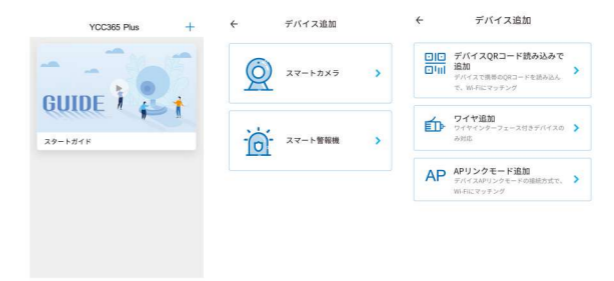 YCC365 Plus +
GUIDE
スタートガイド
← デバイス追加
スマートカメラ >
スマート警報機 >
← デバイス追加
デバイスQRコード読み込みで
追加
デバイスで携帯のQRコードを読み込ん
で、Wi-Fiにマッチング
ワイヤ追加
ワイヤインターフェース付きデバイスの
み対応
AP
APリンクモード追加
デバイスAPリンクモードの接続方式で、
Wi-Fiにマッチング